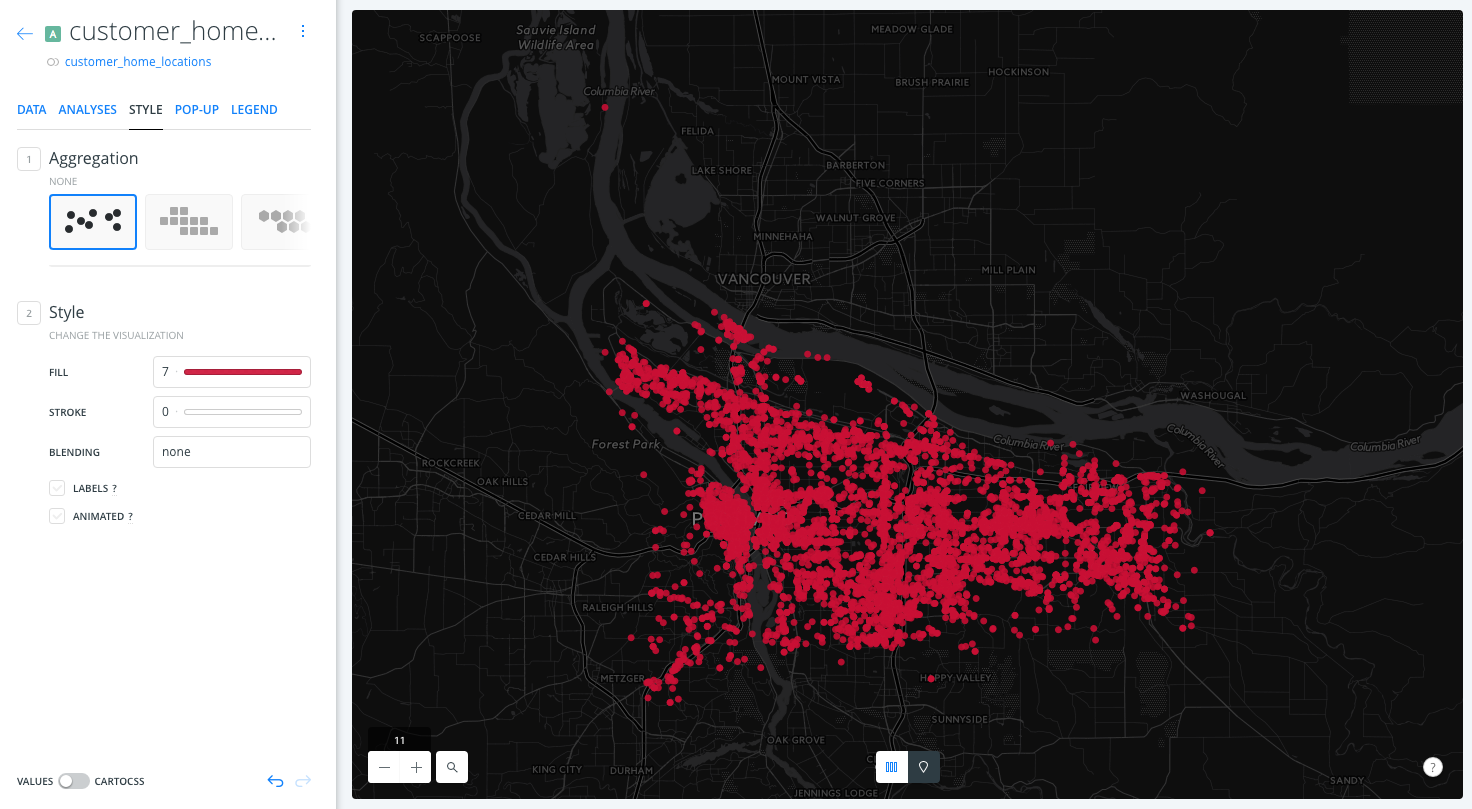 A customer_home...
customer_home_locations
DATA ANALYSES STYLE POP-UP LEGEND
1 Aggregation
NONE
2 Style
CHANGE THE VISUALIZATION
FILL 7
STROKE 0
BLENDING none
LABELS ?
ANIMATED ?
VALUES CARTOCSS
SCAPPOOSE
Sauvie Island
Wildlife Area
MEADOW GLADE
Columbia River
MOUNT VISTA
BRUSH PRAIRIE
HOCKINSON
FELIDA
LAKE SHORE
BARBERTON
FIVE CORNERS
WALNUT GROVE
MINNEHAHA
VANCOUVER
MILL PLAIN
WASHOUGAL
Forest Park
Columbia River
Columbia River
Columbia River
ROCKCREEK
OAK HILLS
CEDAR MILL
P
CEDAR HILLS
RALEIGH HILLS
METZGER
HAPPY VALLEY
SUNNYSIDE
OAK GROVE
11
KING CITY
DURHAM
JENNINGS LODGE
SANDY
?